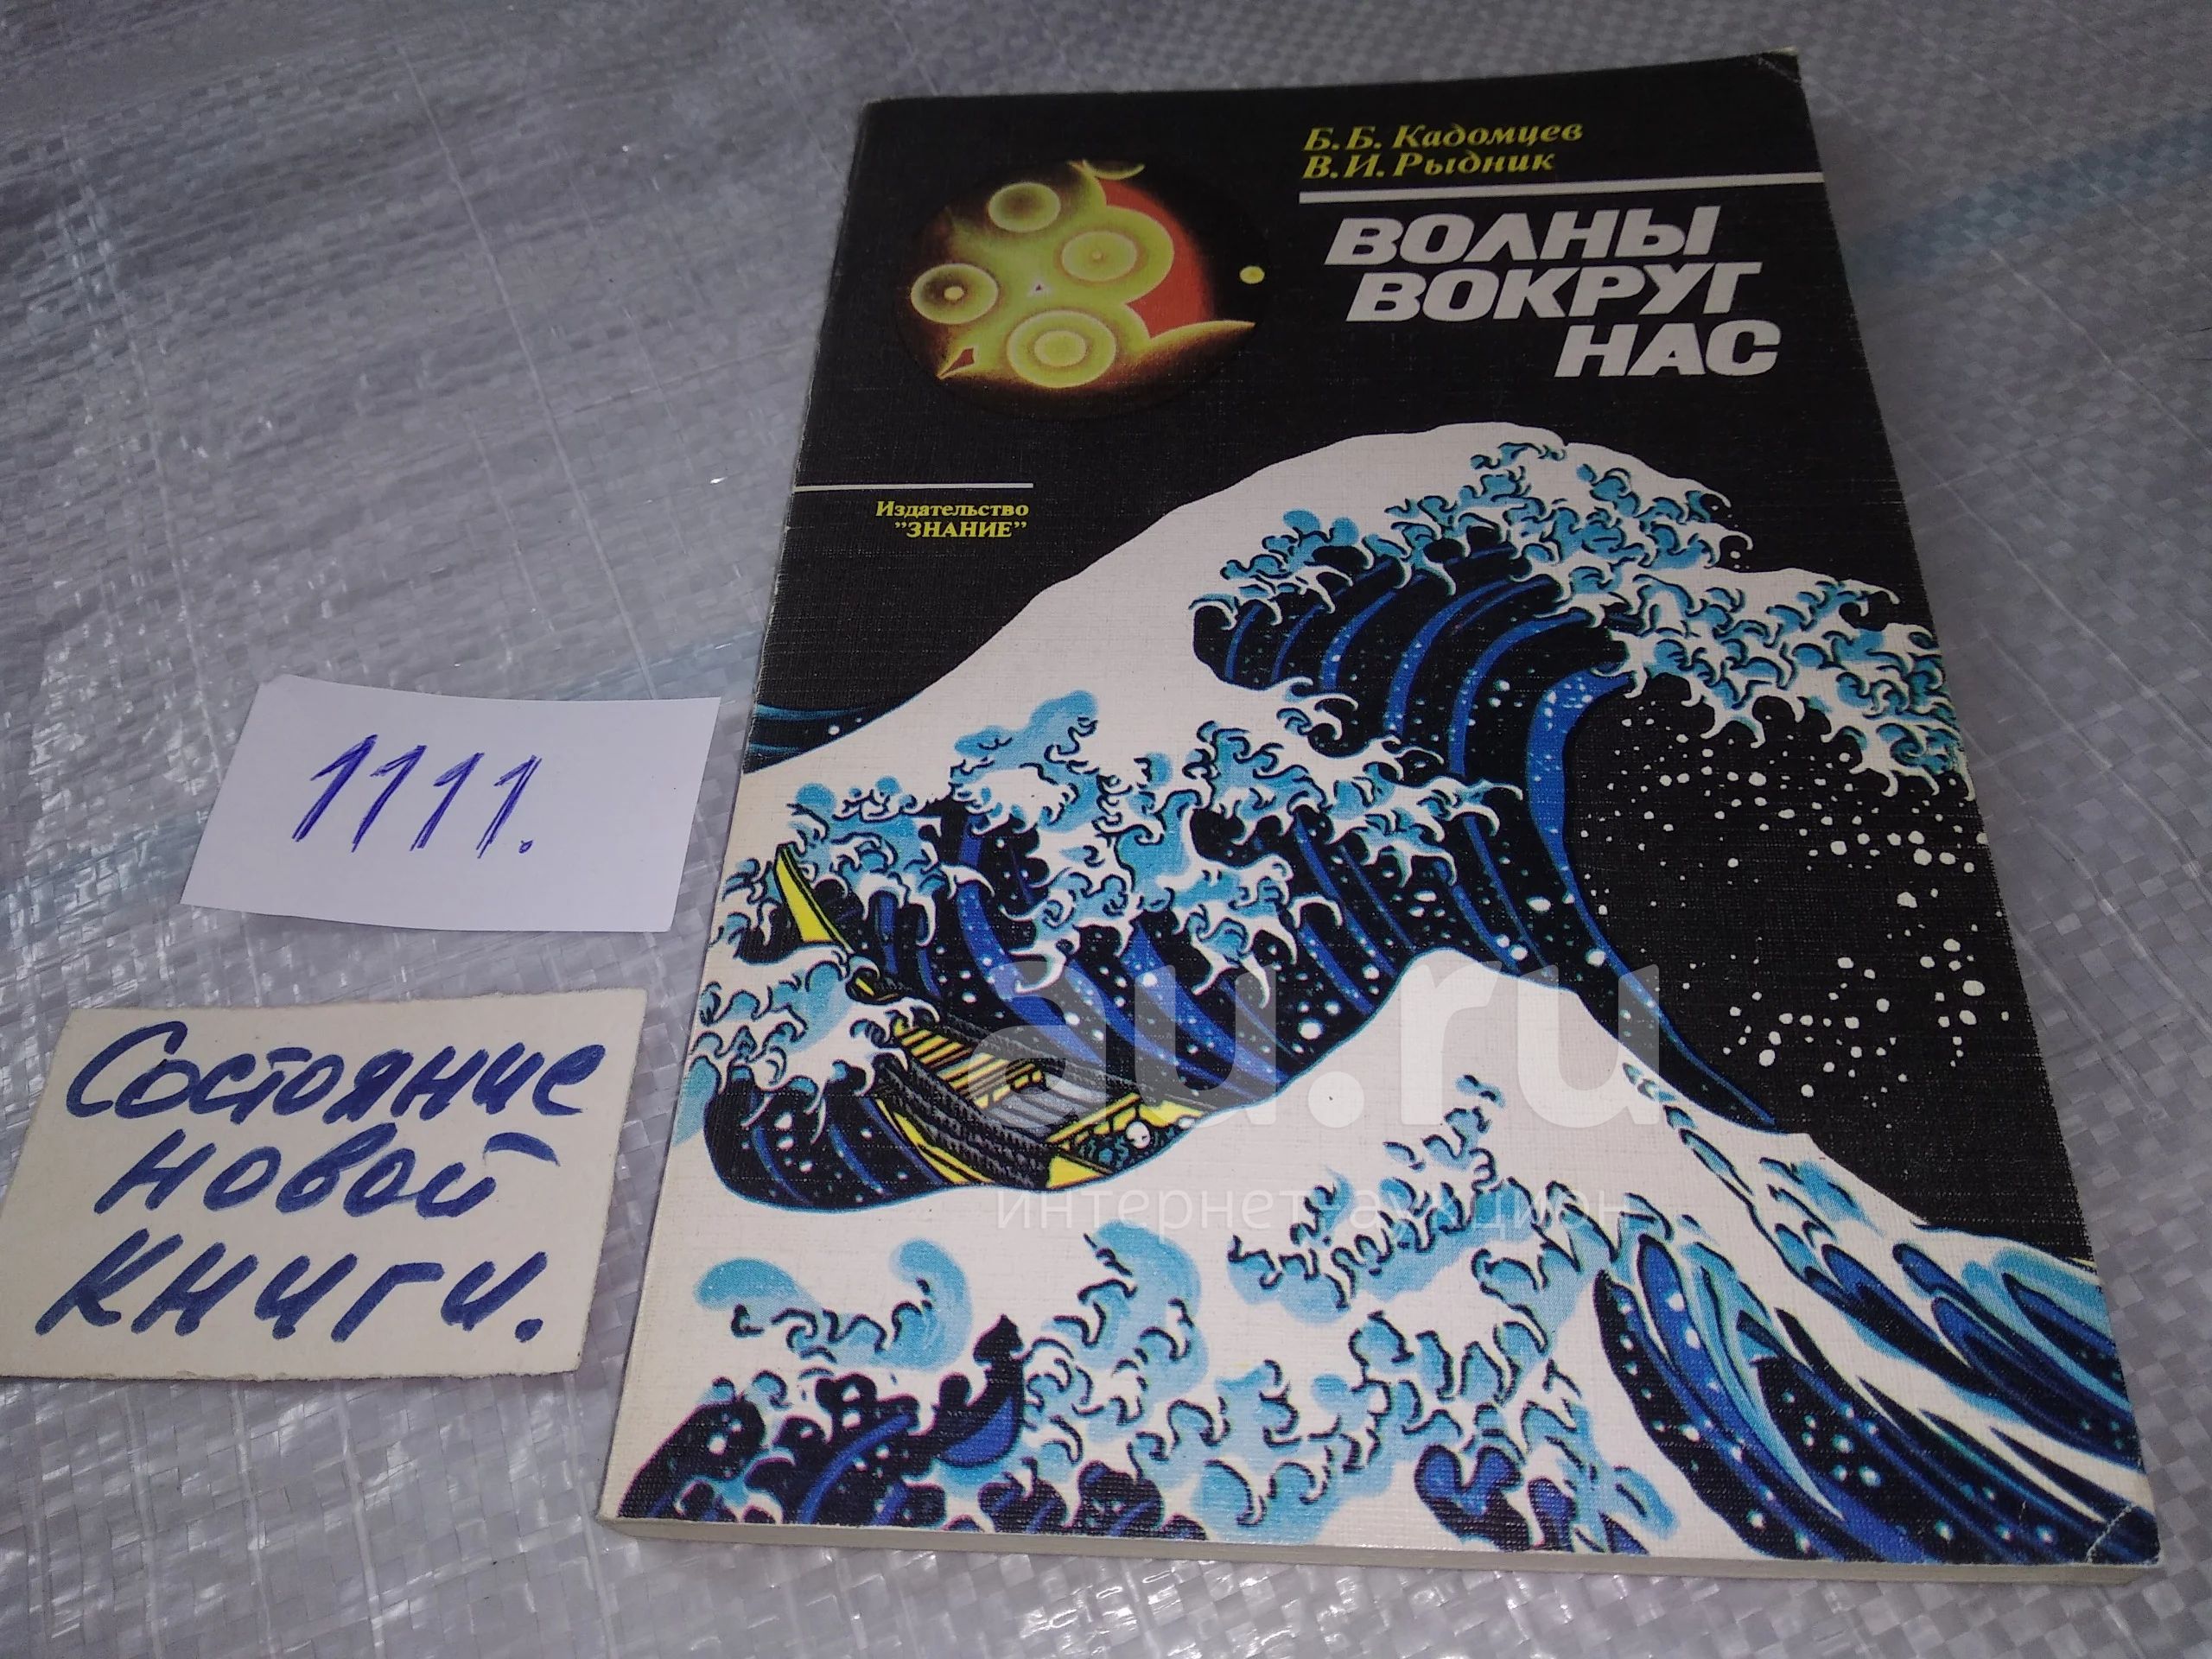 Б. Б. Кадомцев
В. И. Рыдник
ВОЛНЫ
ВОКРУГ
НАС
Издательство
"ЗНАНИЕ"
1111.
Состояние
новой
книги.
au.ru
интернет-аукцион